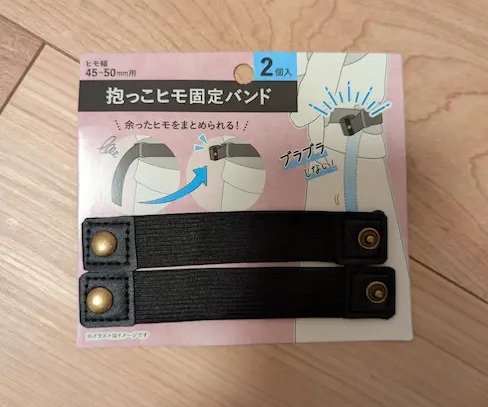 ヒモ幅
45~50mm用
2個入
抱っこヒモ固定バンド
余ったヒモをまとめられる!
ブラブラ
しない!
※イラストはイメージです